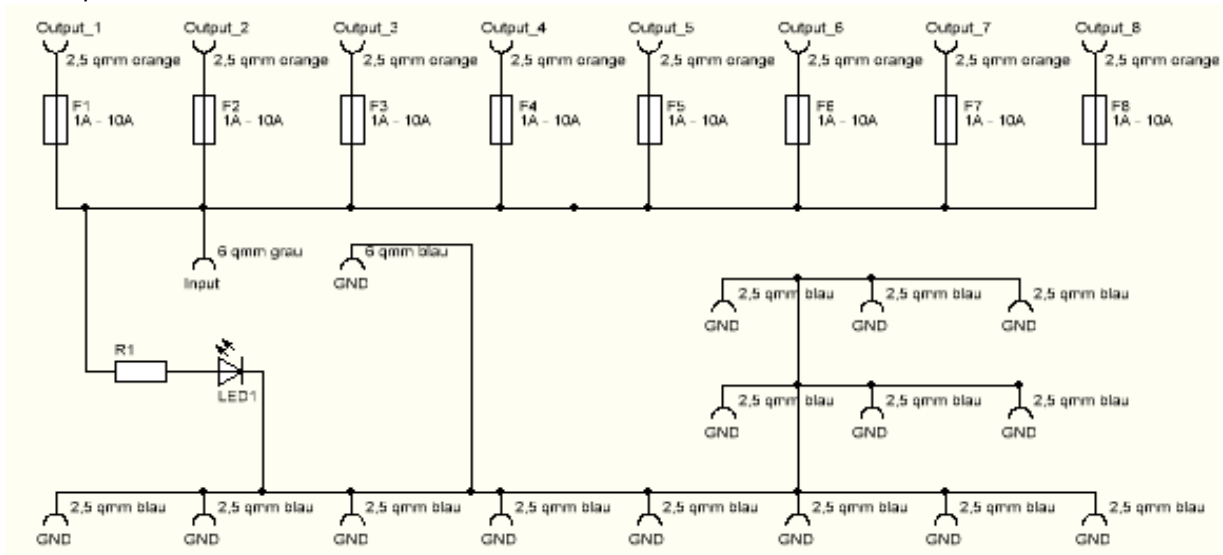 Output_1 Output_2 Output_3 Output_4 Output_5 Output_6 Output_7 Output_8
2,5 qmm orange 2,5 qmm orange 2,5 qmm orange 2,5 qmm orange 2,5 qmm orange 2,5 qmm orange 2,5 qmm orange 2,5 qmm orange
F1 F2 F3 F4 F5 F6 F7 F8
1A - 10A 1A - 10A 1A - 10A 1A - 10A 1A - 10A 1A - 10A 1A - 10A 1A - 10A
6 qmm grau 6 qmm blau
Input GND
2,5 qmm blau 2,5 qmm blau 2,5 qmm blau
GND GND GND
R1
LED1
2,5 qmm blau 2,5 qmm blau 2,5 qmm blau
GND GND GND
2,5 qmm blau 2,5 qmm blau 2,5 qmm blau 2,5 qmm blau 2,5 qmm blau 2,5 qmm blau 2,5 qmm blau 2,5 qmm blau
GND GND GND GND GND GND GND GND